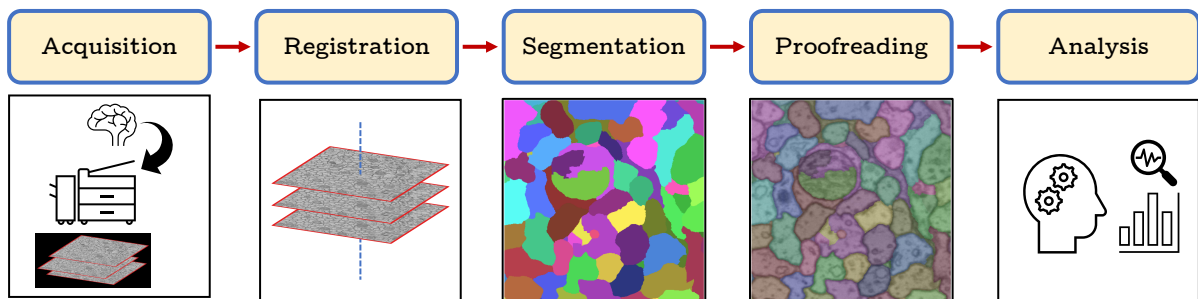 Acquisition
Registration
Segmentation
Proofreading
Analysis